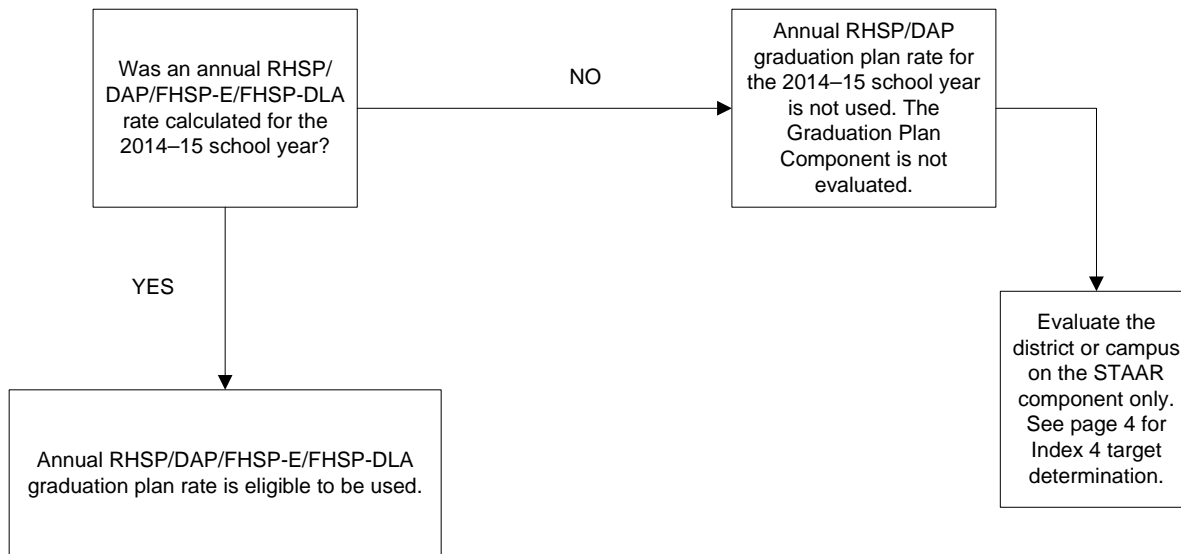 Was an annual RHSP/
DAP/FHSP-E/FHSP-DLA
rate calculated for the
2014–15 school year?
NO
Annual RHSP/DAP
graduation plan rate for
the 2014–15 school year
is not used. The
Graduation Plan
Component is not
evaluated.
YES
Evaluate the
district or campus
on the STAAR
component only.
See page 4 for
Index 4 target
determination.
Annual RHSP/DAP/FHSP-E/FHSP-DLA
graduation plan rate is eligible to be used.